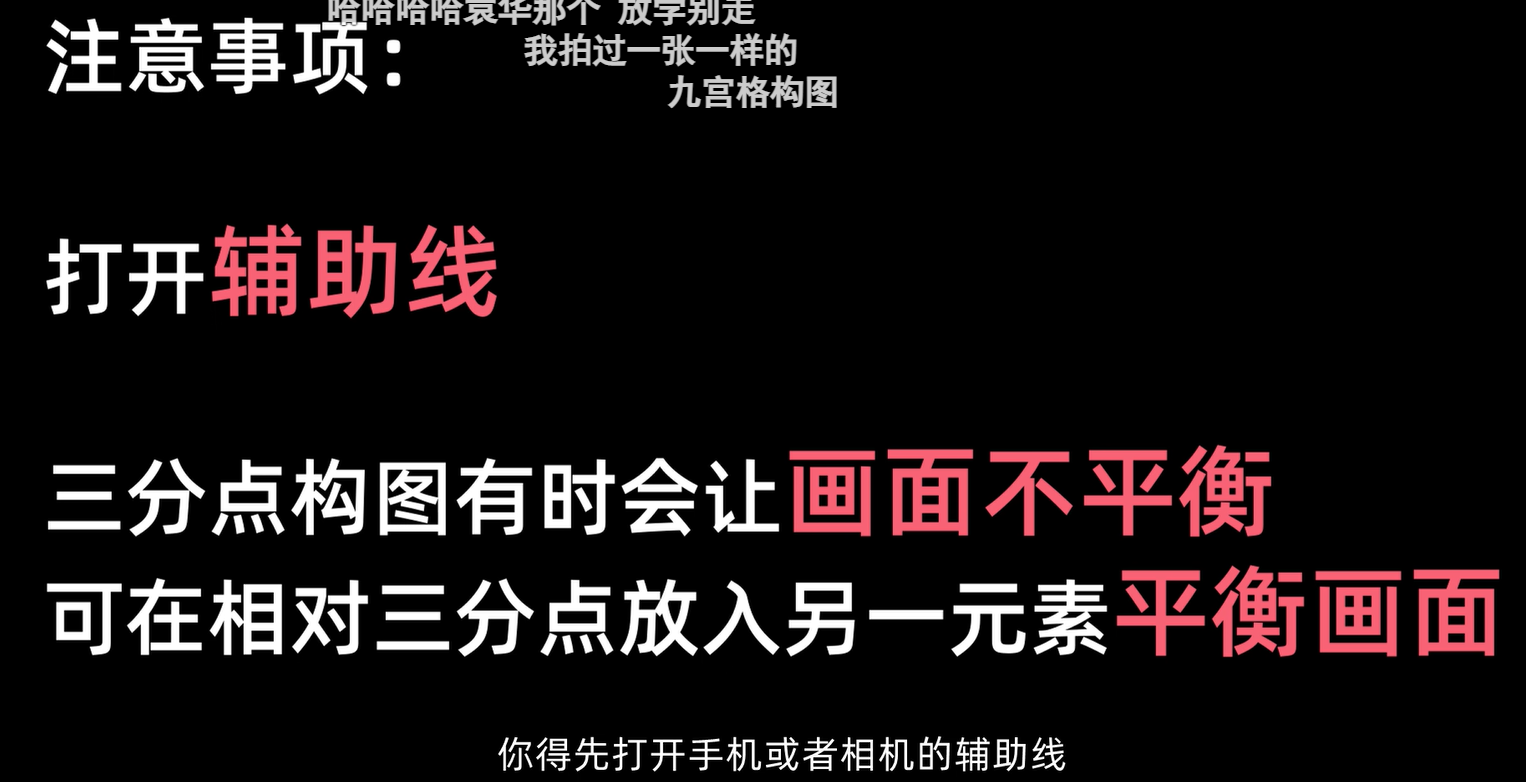 哈哈哈哈袁华那个 放学别走
注意事项：
我拍过一张一样的
九宫格构图
打开辅助线
三分点构图有时会让画面不平衡
可在相对三分点放入另一元素平衡画面
你得先打开手机或者相机的辅助线